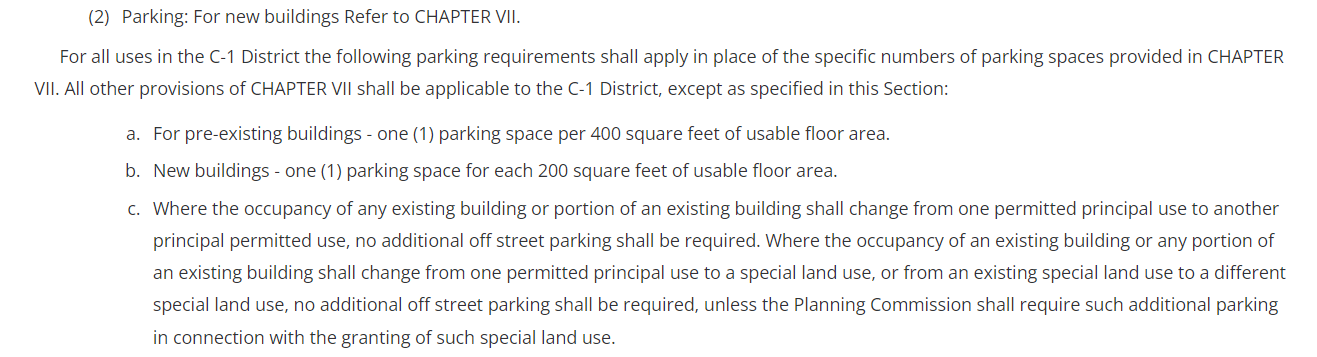 (2) Parking: For new buildings Refer to CHAPTER VII.
For all uses in the C-1 District the following parking requirements shall apply in place of the specific numbers of parking spaces provided in CHAPTER
VII. All other provisions of CHAPTER VII shall be applicable to the C-1 District, except as specified in this Section:
a. For pre-existing buildings - one (1) parking space per 400 square feet of usable floor area.
b. New buildings - one (1) parking space for each 200 square feet of usable floor area.
c. Where the occupancy of any existing building or portion of an existing building shall change from one permitted principal use to another
principal permitted use, no additional off street parking shall be required. Where the occupancy of an existing building or any portion of
an existing building shall change from one permitted principal use to a special land use, or from an existing special land use to a different
special land use, no additional off street parking shall be required, unless the Planning Commission shall require such additional parking
in connection with the granting of such special land use.